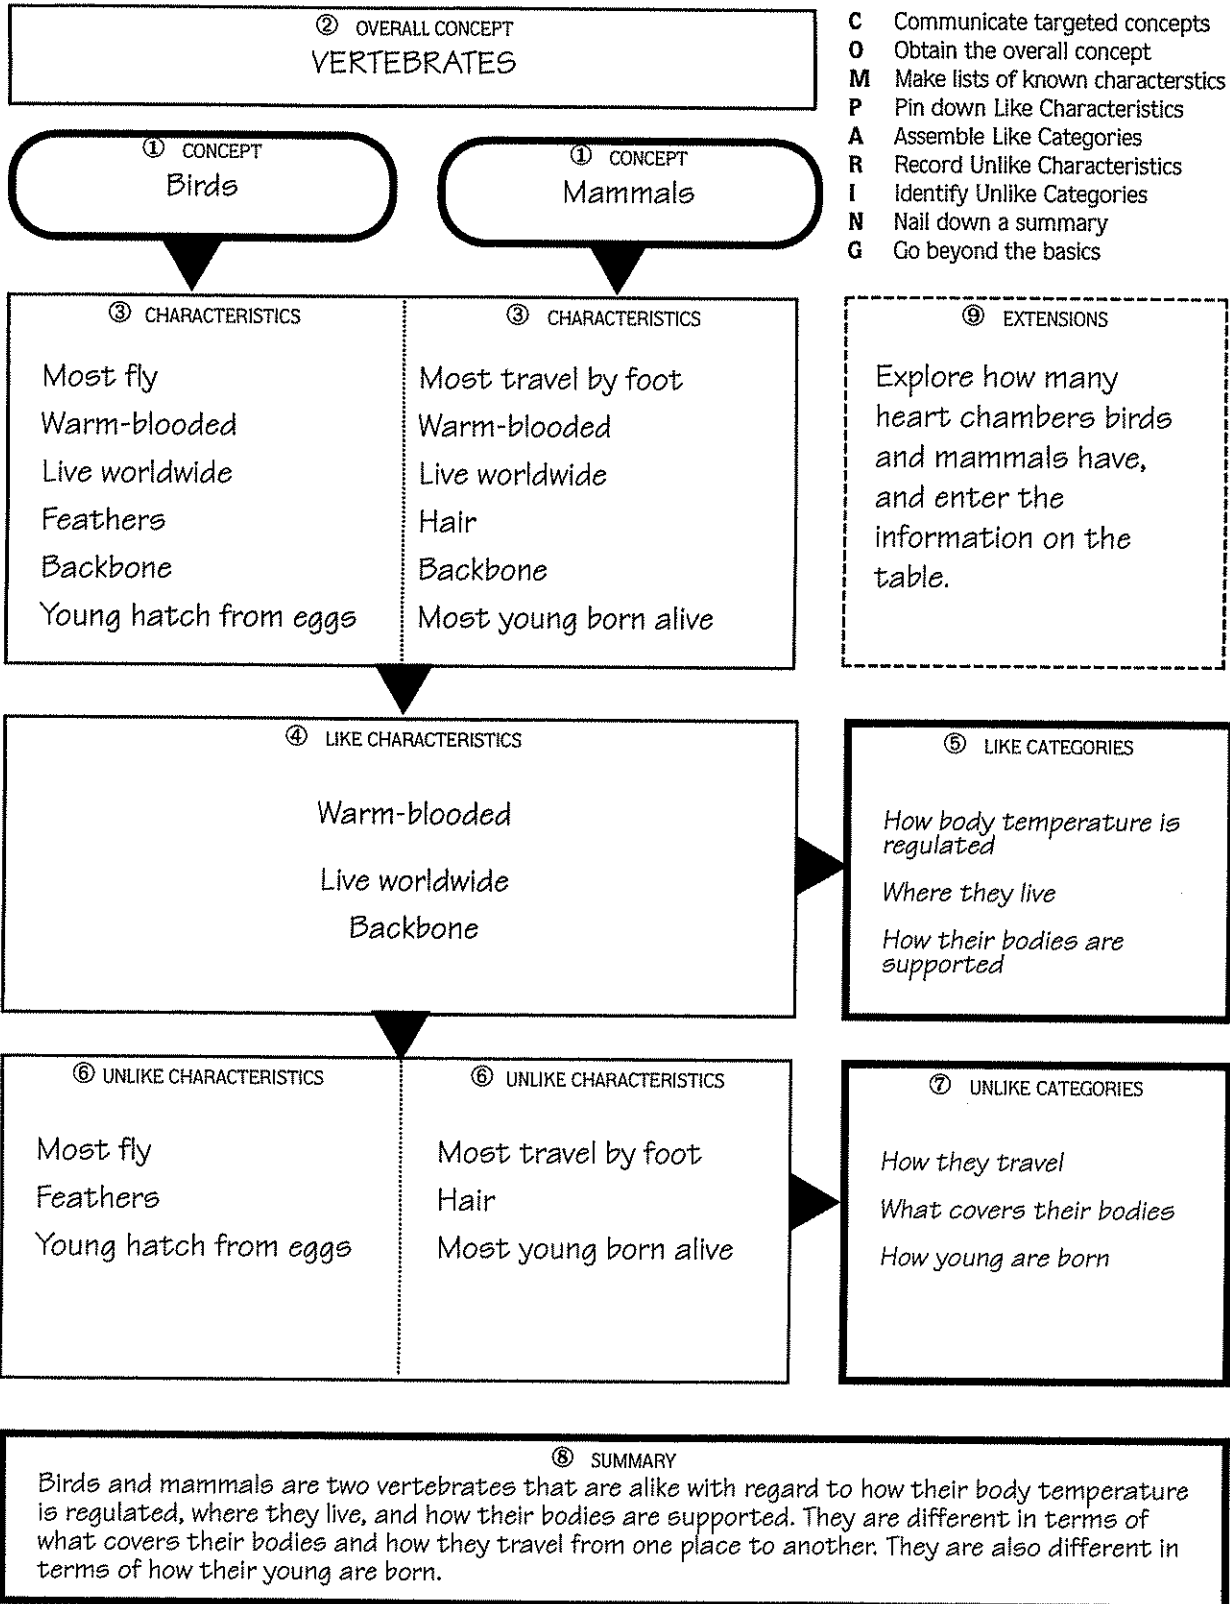 ② OVERALL CONCEPT
VERTEBRATES
C Communicate targeted concepts
O Obtain the overall concept
M Make lists of known characterstics
P Pin down Like Characteristics
A Assemble Like Categories
R Record Unlike Characteristics
I Identify Unlike Categories
N Nail down a summary
G Go beyond the basics
① CONCEPT
Birds
① CONCEPT
Mammals
③ CHARACTERISTICS
Most fly
Warm-blooded
Live worldwide
Feathers
Backbone
Young hatch from eggs
③ CHARACTERISTICS
Most travel by foot
Warm-blooded
Live worldwide
Hair
Backbone
Most young born alive
⑨ EXTENSIONS
Explore how many
heart chambers birds
and mammals have,
and enter the
information on the
table.
④ LIKE CHARACTERISTICS
Warm-blooded
Live worldwide
Backbone
⑤ LIKE CATEGORIES
How body temperature is
regulated
Where they live
How their bodies are
supported
⑥ UNLIKE CHARACTERISTICS
Most fly
Feathers
Young hatch from eggs
⑥ UNLIKE CHARACTERISTICS
Most travel by foot
Hair
Most young born alive
⑦ UNLIKE CATEGORIES
How they travel
What covers their bodies
How young are born
⑧ SUMMARY
Birds and mammals are two vertebrates that are alike with regard to how their body temperature
is regulated, where they live, and how their bodies are supported. They are different in terms of
what covers their bodies and how they travel from one place to another. They are also different in
terms of how their young are born.